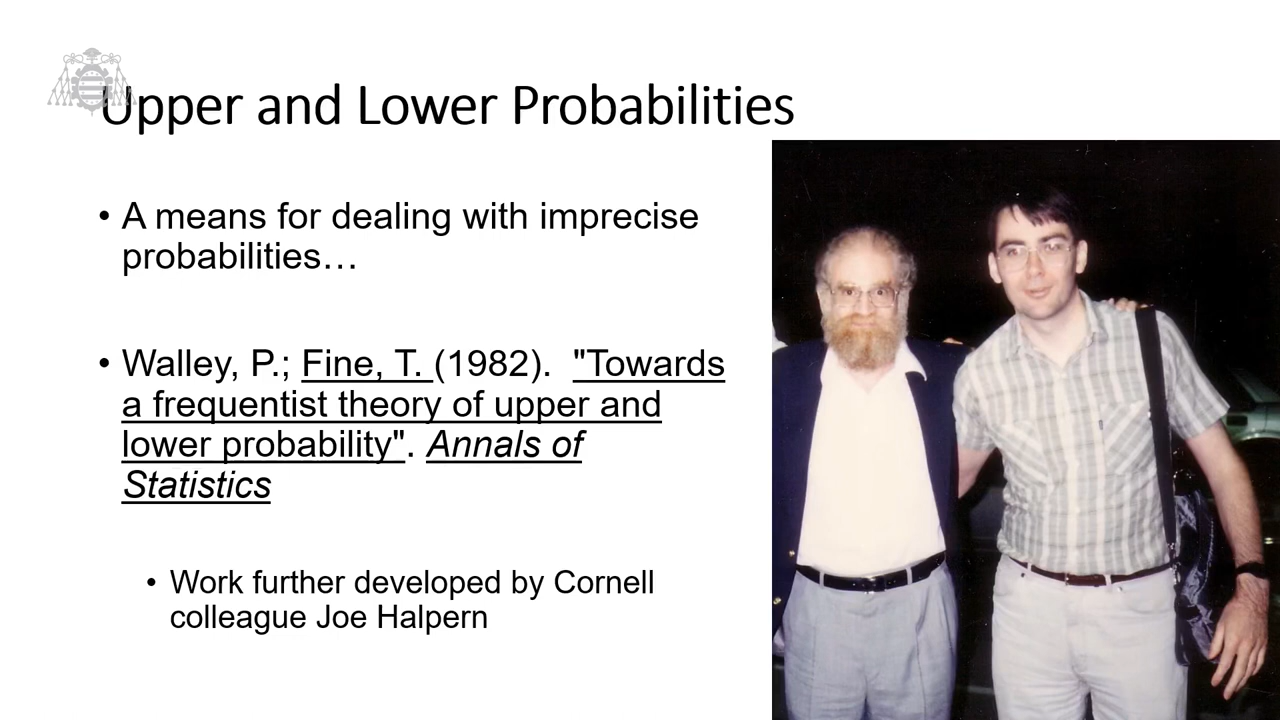 Upper and Lower Probabilities
• A means for dealing with imprecise
probabilities…
• Walley, P.; Fine, T. (1982).  "Towards
a frequentist theory of upper and
lower probability". Annals of
Statistics
• Work further developed by Cornell
colleague Joe Halpern